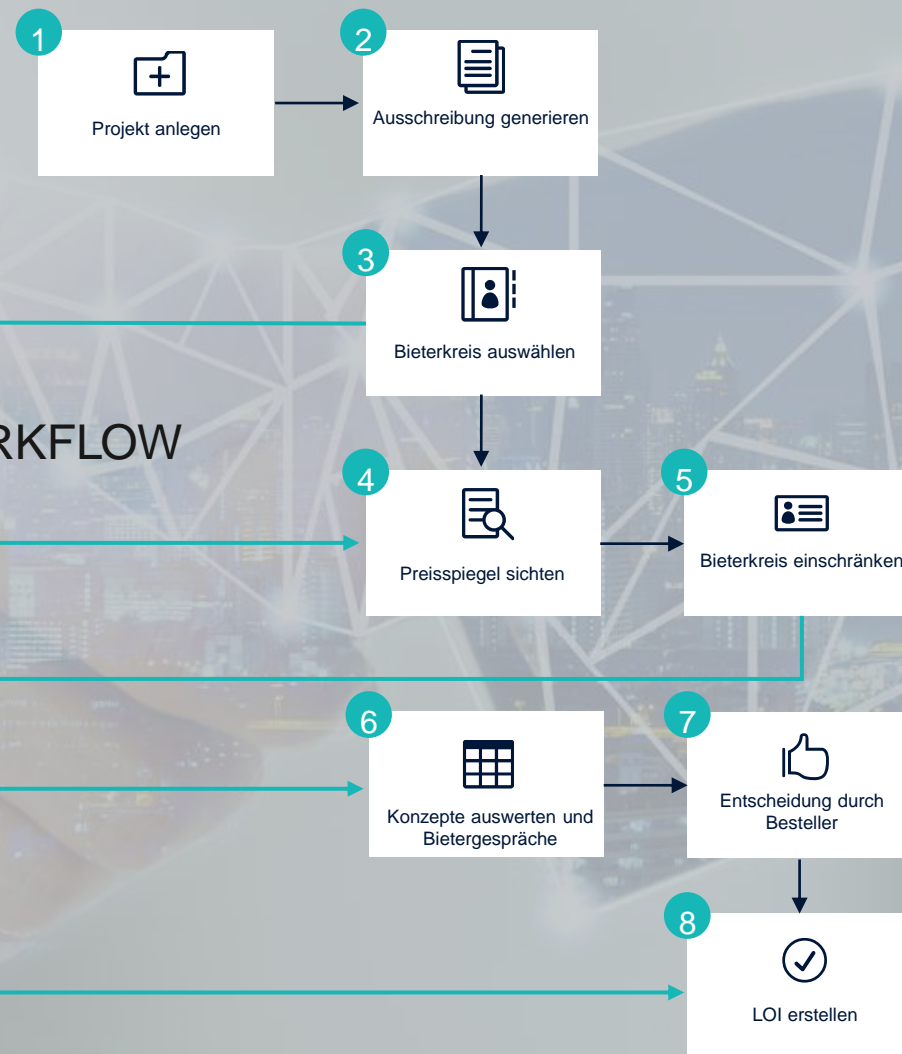 1
Projekt anlegen
2
Ausschreibung generieren
3
Bieterkreis auswählen
RKFLOW
4
Preisspiegel sichten
5
Bieterkreis einschränken
6
Konzepte auswerten und
Bietergespräche
7
Entscheidung durch
Besteller
8
LOI erstellen